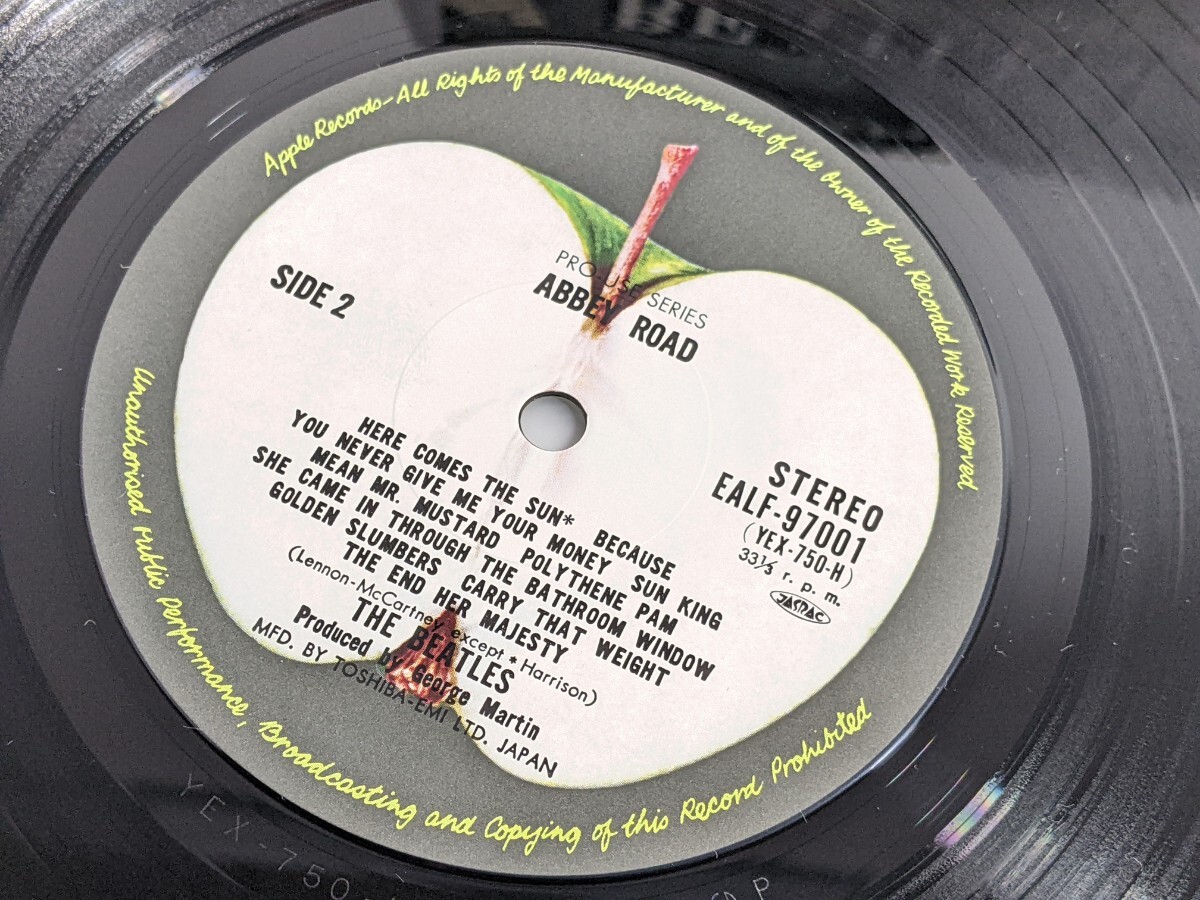 Apple Records-All Rights of the Manufacturer and of the Owner of the Recorded Work Reserved
PRO-USE SERIES
ABBEY ROAD
SIDE 2
STEREO
EALF-97001
(YEX-750-H)
33⅓ r. p. m.
JASRAC
HERE COMES THE SUN* BECAUSE
YOU NEVER GIVE ME YOUR MONEY SUN KING
MEAN MR. MUSTARD POLYTHENE PAM
SHE CAME IN THROUGH THE BATHROOM WINDOW
GOLDEN SLUMBERS CARRY THAT WEIGHT
THE END HER MAJESTY
(Lennon-McCartney except * Harrison)
THE BEATLES
Produced by George Martin
MFD. BY TOSHIBA-EMI LTD. JAPAN
Unauthorised Public Performance, Broadcasting and Copying of this Record Prohibited
YEX-750